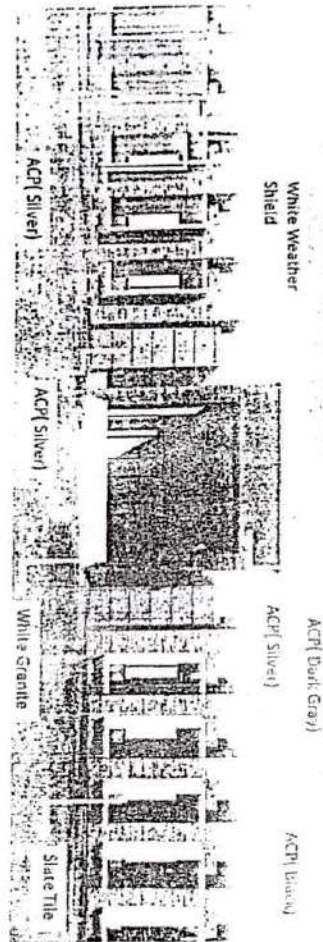 White Weather
Shield
ACP( Dark Gray)
ACP( Silver)
ACP( Black)
ACP( Silver)
ACP( Silver)
White Granite
Slate Tile